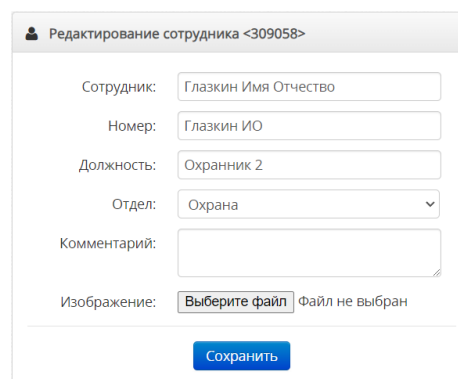 Редактирование сотрудника <309058>
Сотрудник: Глазкин Имя Отчество
Номер: Глазкин ИО
Должность: Охранник 2
Отдел: Охрана
Комментарий:
Изображение: Выберите файл Файл не выбран
Сохранить